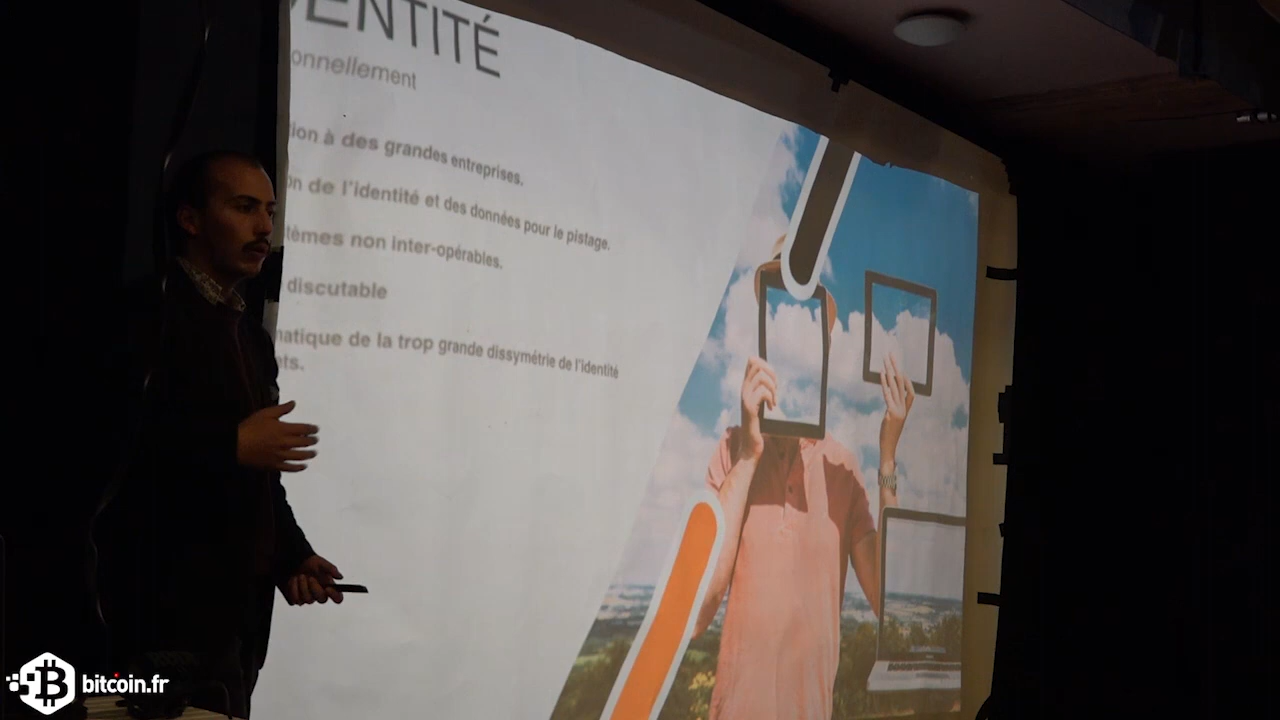 ENTITÉ
onnellement
ion à des grandes entreprises.
on de l'identité et des données pour le pistage.
tèmes non inter-opérables.
discutable
natique de la trop grande dissymétrie de l'identité
ets.
bitcoin.fr